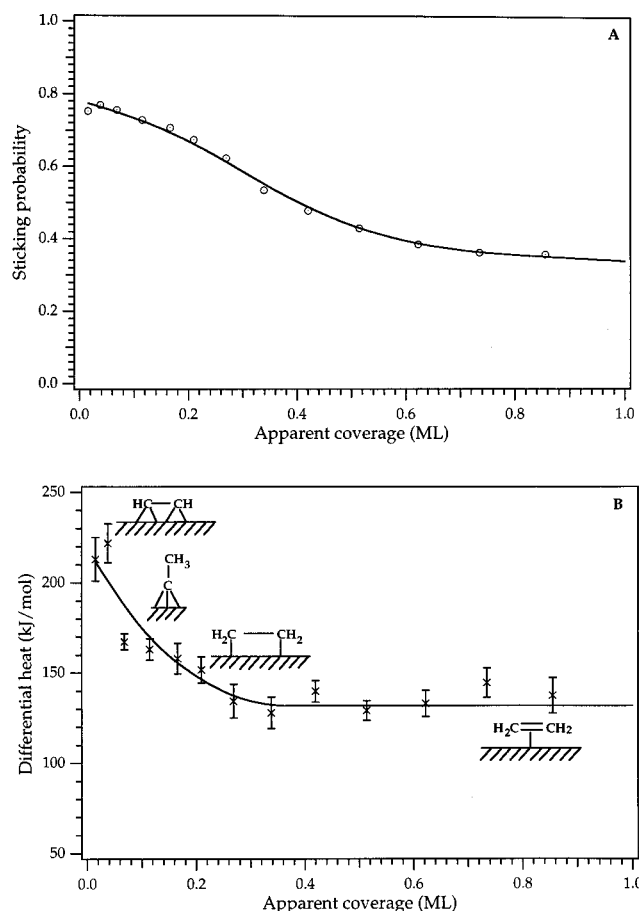 A
1.0
0.8
0.6
0.4
0.2
0.0
Sticking probability
0.0 0.2 0.4 0.6 0.8 1.0
Apparent coverage (ML)
B
250
200
150
100
50
Differential heat (kJ/mol)
HC CH
CH3
C
H2C CH2
H2C CH2
0.0 0.2 0.4 0.6 0.8 1.0
Apparent coverage (ML)